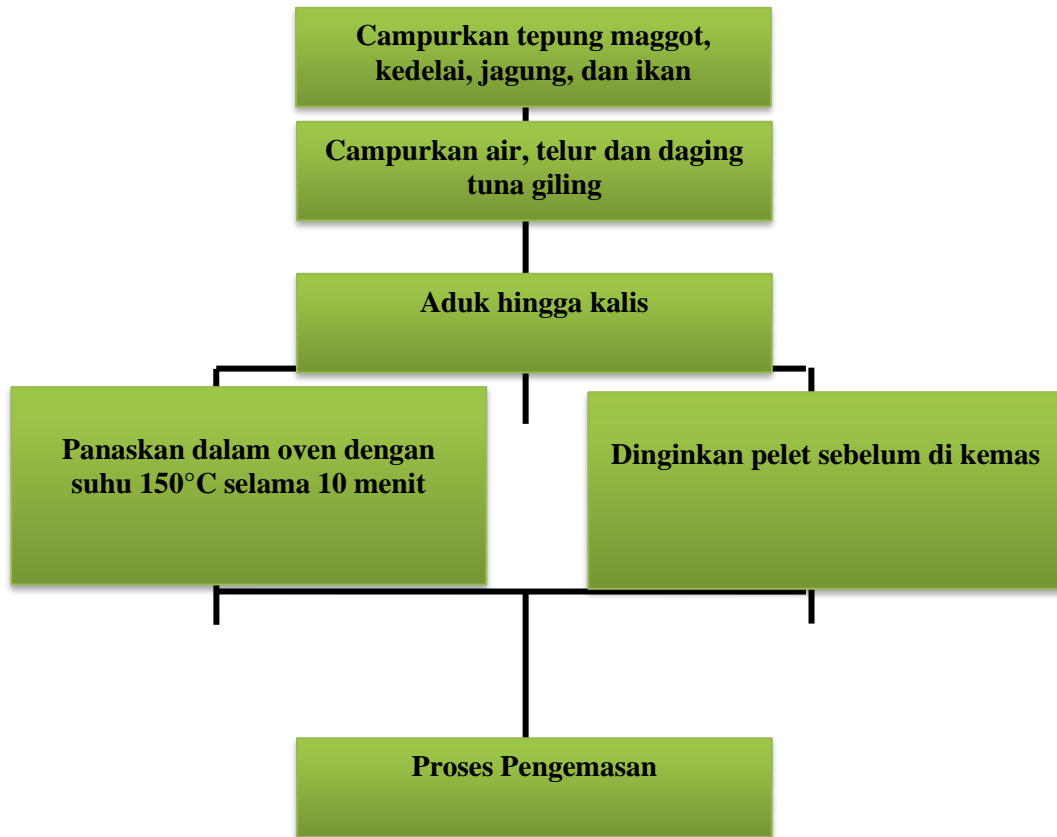 Campurkan tepung maggot,
kedelai, jagung, dan ikan
Campurkan air, telur dan daging
tuna giling
Aduk hingga kalis
Panaskan dalam oven dengan
suhu 150°C selama 10 menit
Dinginkan pelet sebelum di kemas
Proses Pengemasan